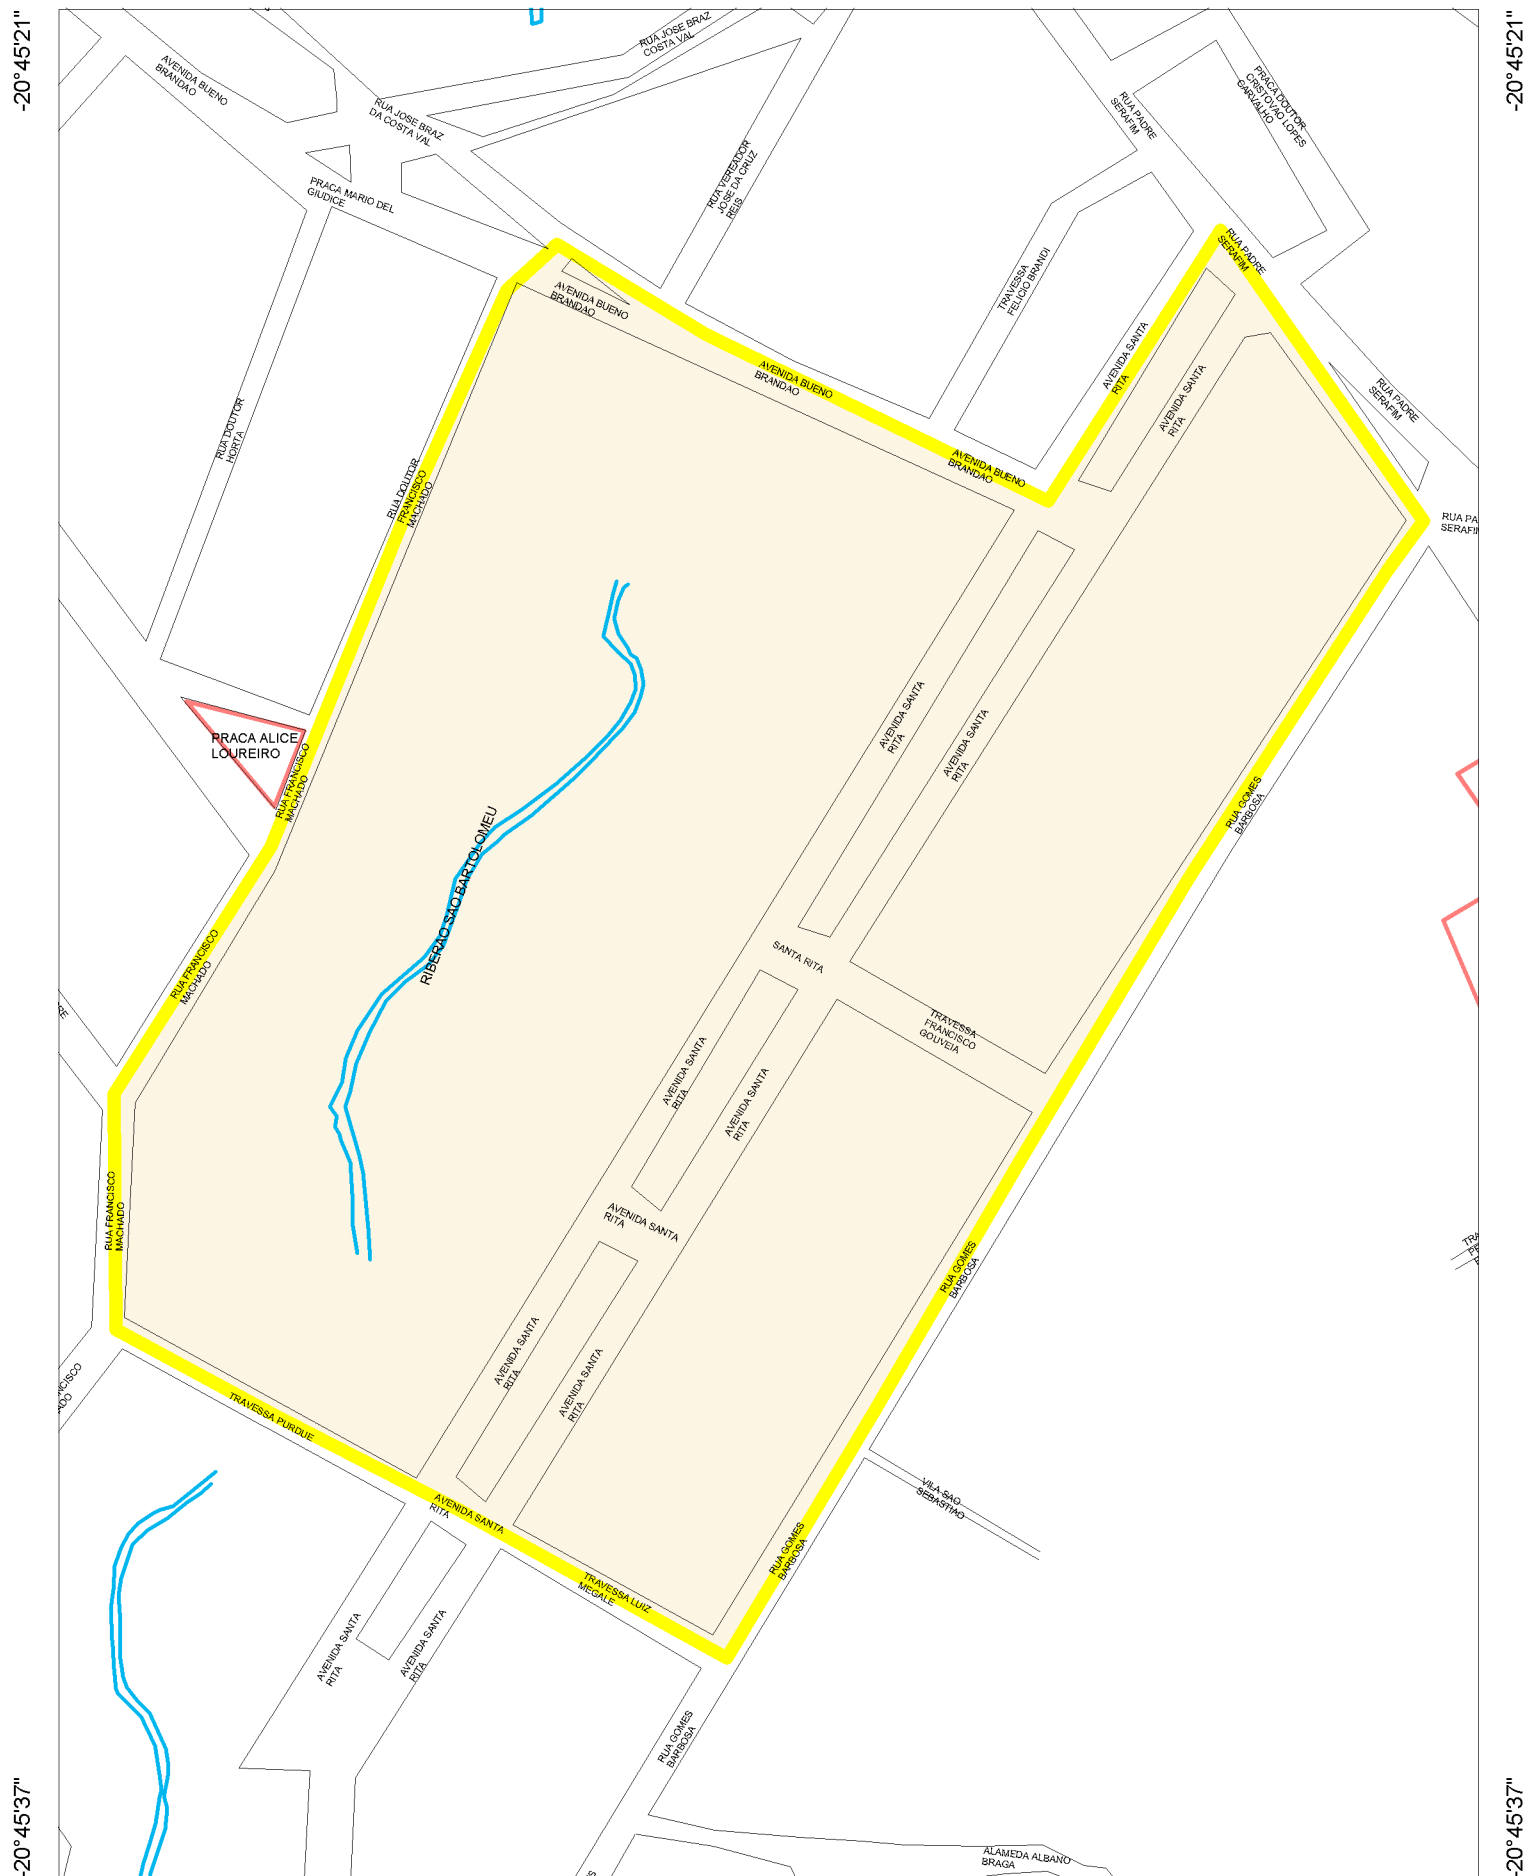 -20°45'21"
-20°45'21"
AVENIDA BUENO
BRANDAO
RUA JOSE BRAZ
COSTA VAL
RUA JOSE BRAZ
DA COSTA VAL
PRACA MARIO DEL
GIUDICE
RUA VEREADOR
JOSE DA CRUZ
REIS
RUA PADRE
SERAFIM
PRACA DOUTOR
CRISTOVAO LOPES
CARVALHO
TRAVESSA
FELICIO BRANDI
RUA PADRE
SERAFIM
AVENIDA BUENO
BRANDAO
AVENIDA BUENO
BRANDAO
AVENIDA SANTA
RITA
AVENIDA SANTA
RITA
RUA PADRE
SERAFIM
RUA DOUTOR
HORTA
RUA DOUTOR
FRANCISCO
MACHADO
AVENIDA BUENO
BRANDAO
RUA PA
SERAFI
PRACA ALICE
LOUREIRO
RUA FRANCISCO
MACHADO
AVENIDA SANTA
RITA
AVENIDA SANTA
RITA
RUA GOMES
BARBOSA
RIBERAO SAO BARTOLOMEU
RUA FRANCISCO
MACHADO
SANTA RITA
TRAVESSA
FRANCISCO
GOUVEIA
AVENIDA SANTA
RITA
AVENIDA SANTA
RITA
RUA FRANCISCO
MACHADO
AVENIDA SANTA
RITA
RUA GOMES
BARBOSA
AVENIDA SANTA
RITA
AVENIDA SANTA
RITA
NCISCO
ADO
TRAVESSA PURDUE
AVENIDA SANTA
RITA
VILA SAO
SEBASTIAO
RUA GOMES
BARBOSA
TRAVESSA LUIZ
MEGALE
AVENIDA SANTA
RITA
AVENIDA SANTA
RITA
RUA GOMES
BARBOSA
ALAMEDA ALBANO
BRAGA
-20°45'37"
-20°45'37"